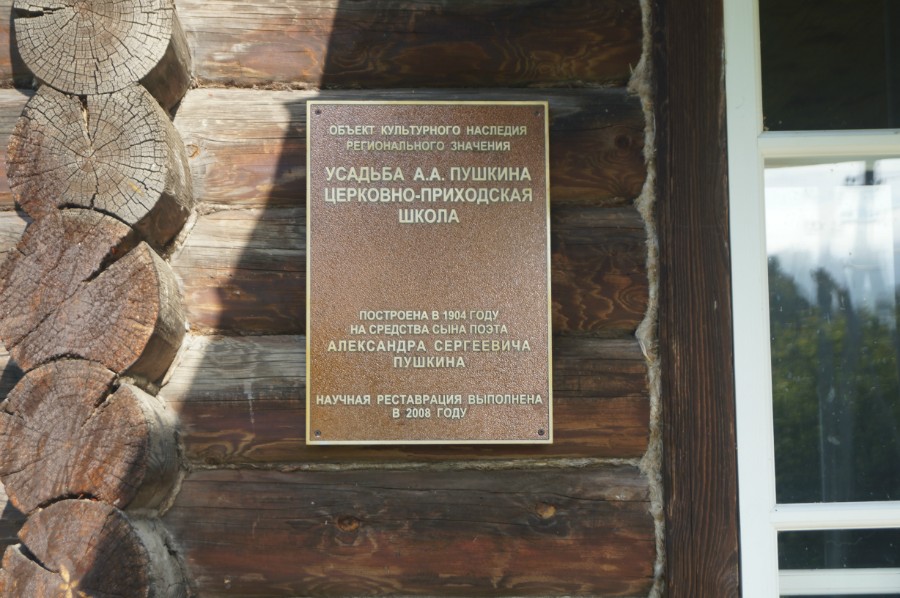 ОБЪЕКТ КУЛЬТУРНОГО НАСЛЕДИЯ
РЕГИОНАЛЬНОГО ЗНАЧЕНИЯ
УСАДЬБА А.А. ПУШКИНА
ЦЕРКОВНО-ПРИХОДСКАЯ
ШКОЛА
ПОСТРОЕНА В 1904 ГОДУ
НА СРЕДСТВА СЫНА ПОЭТА
АЛЕКСАНДРА СЕРГЕЕВИЧА
ПУШКИНА
НАУЧНАЯ РЕСТАВРАЦИЯ ВЫПОЛНЕНА
В 2008 ГОДУ